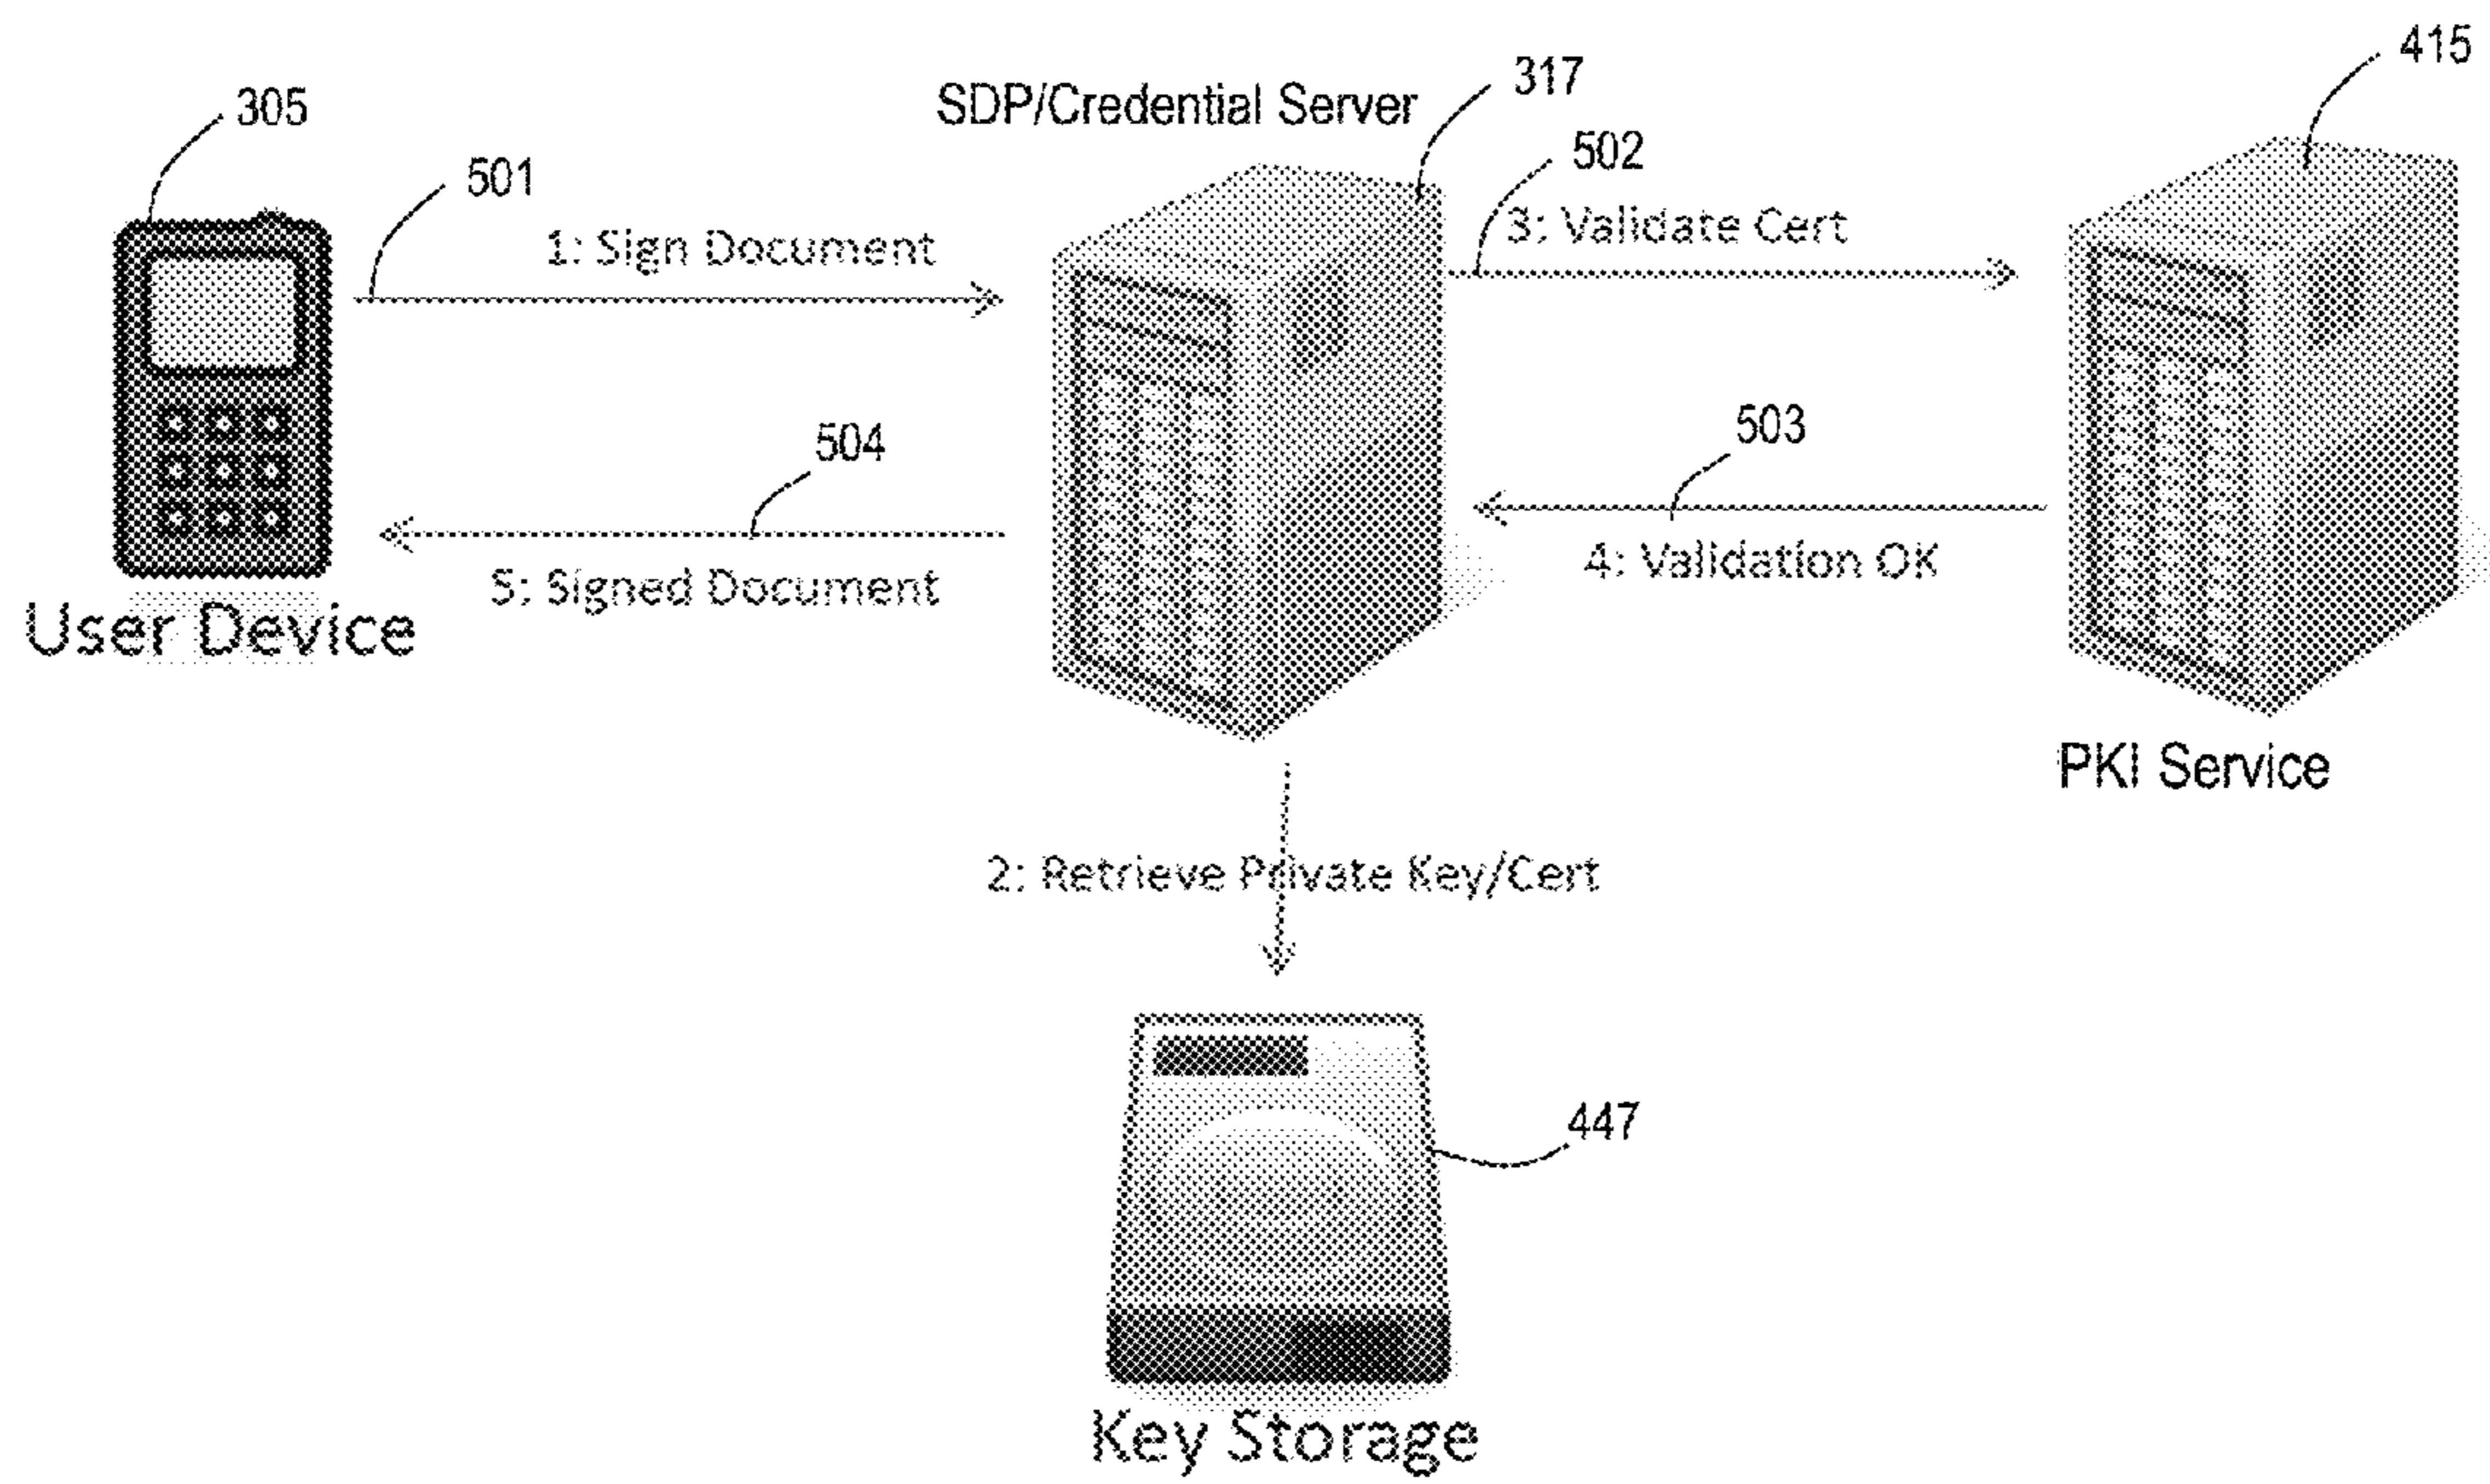 415
317
SDP/Credential Server
305
502
501
3: Validate Cert
1: Sign Document
503
504
4: Validation OK
5: Signed Document
User Device
PKI Service
2: Retrieve Private Key/Cert
447
Key Storage